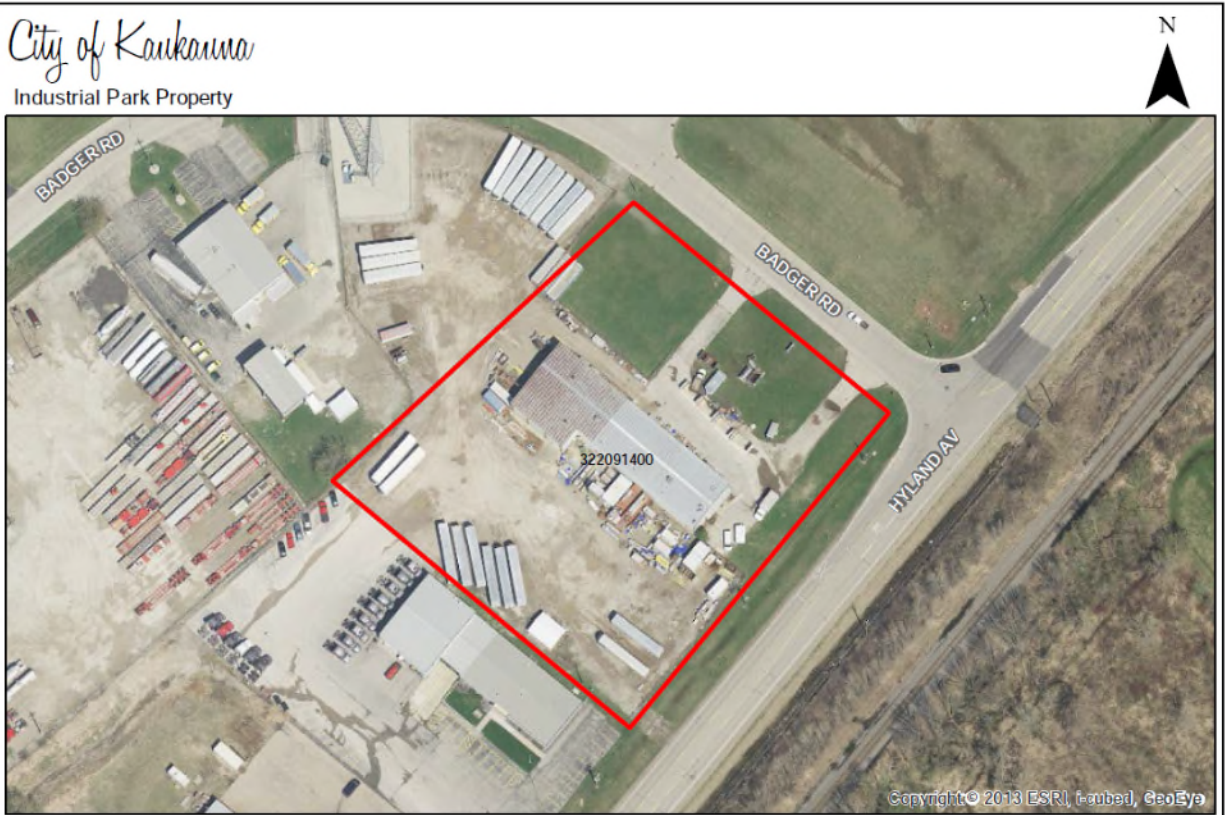 City of Kaukauna
Industrial Park Property
N
BADGER RD
BADGER RD
322091400
HYLAND AV
Copyright© 2013 ESRI, i-cubed, GeoEye